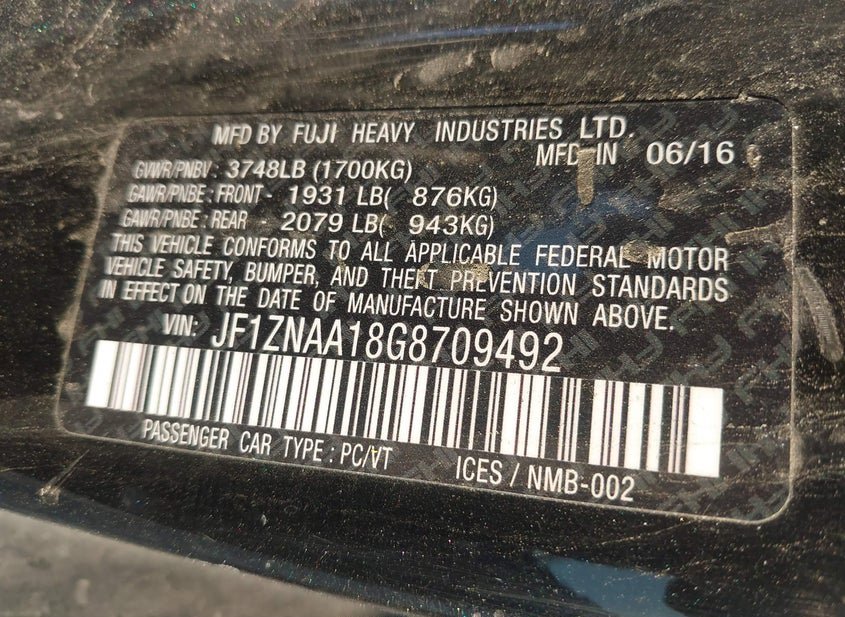 MFD BY FUJI HEAVY INDUSTRIES LTD.
MFD IN 06/16
GVWR/PNBV: 3748LB (1700KG)
GAWR/PNBE: FRONT- 1931 LB( 876KG)
GAWR/PNBE: REAR - 2079 LB( 943KG)
THIS VEHICLE CONFORMS TO ALL APPLICABLE FEDERAL MOTOR
VEHICLE SAFETY, BUMPER, AND THEFT PREVENTION STANDARDS
IN EFFECT ON THE DATE OF MANUFACTURE SHOWN ABOVE.
VIN: JF1ZNAA18G8709492
PASSENGER CAR TYPE : PC/VT
ICES / NMB-002